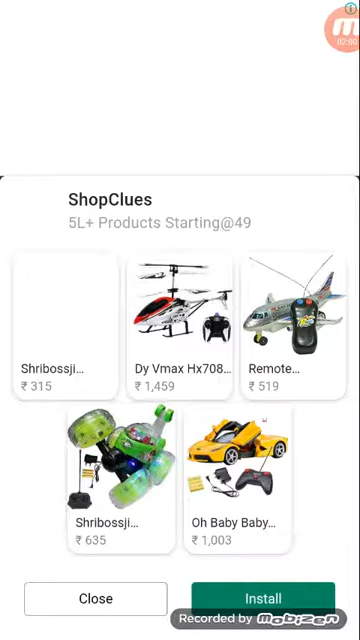 02:00
ShopClues
5L+ Products Starting@49
Shribossji...
₹ 315
Dy Vmax Hx708...
₹ 1,459
Remote...
₹ 519
Shribossji...
₹ 635
Oh Baby Baby...
₹ 1,003
Close
Install
Recorded by Mobizen